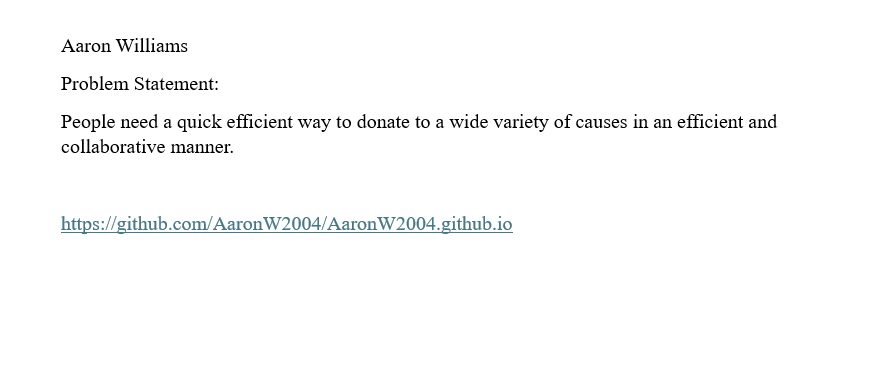 Aaron Williams
Problem Statement:
People need a quick efficient way to donate to a wide variety of causes in an efficient and
collaborative manner.
https://github.com/AaronW2004/AaronW2004.github.io